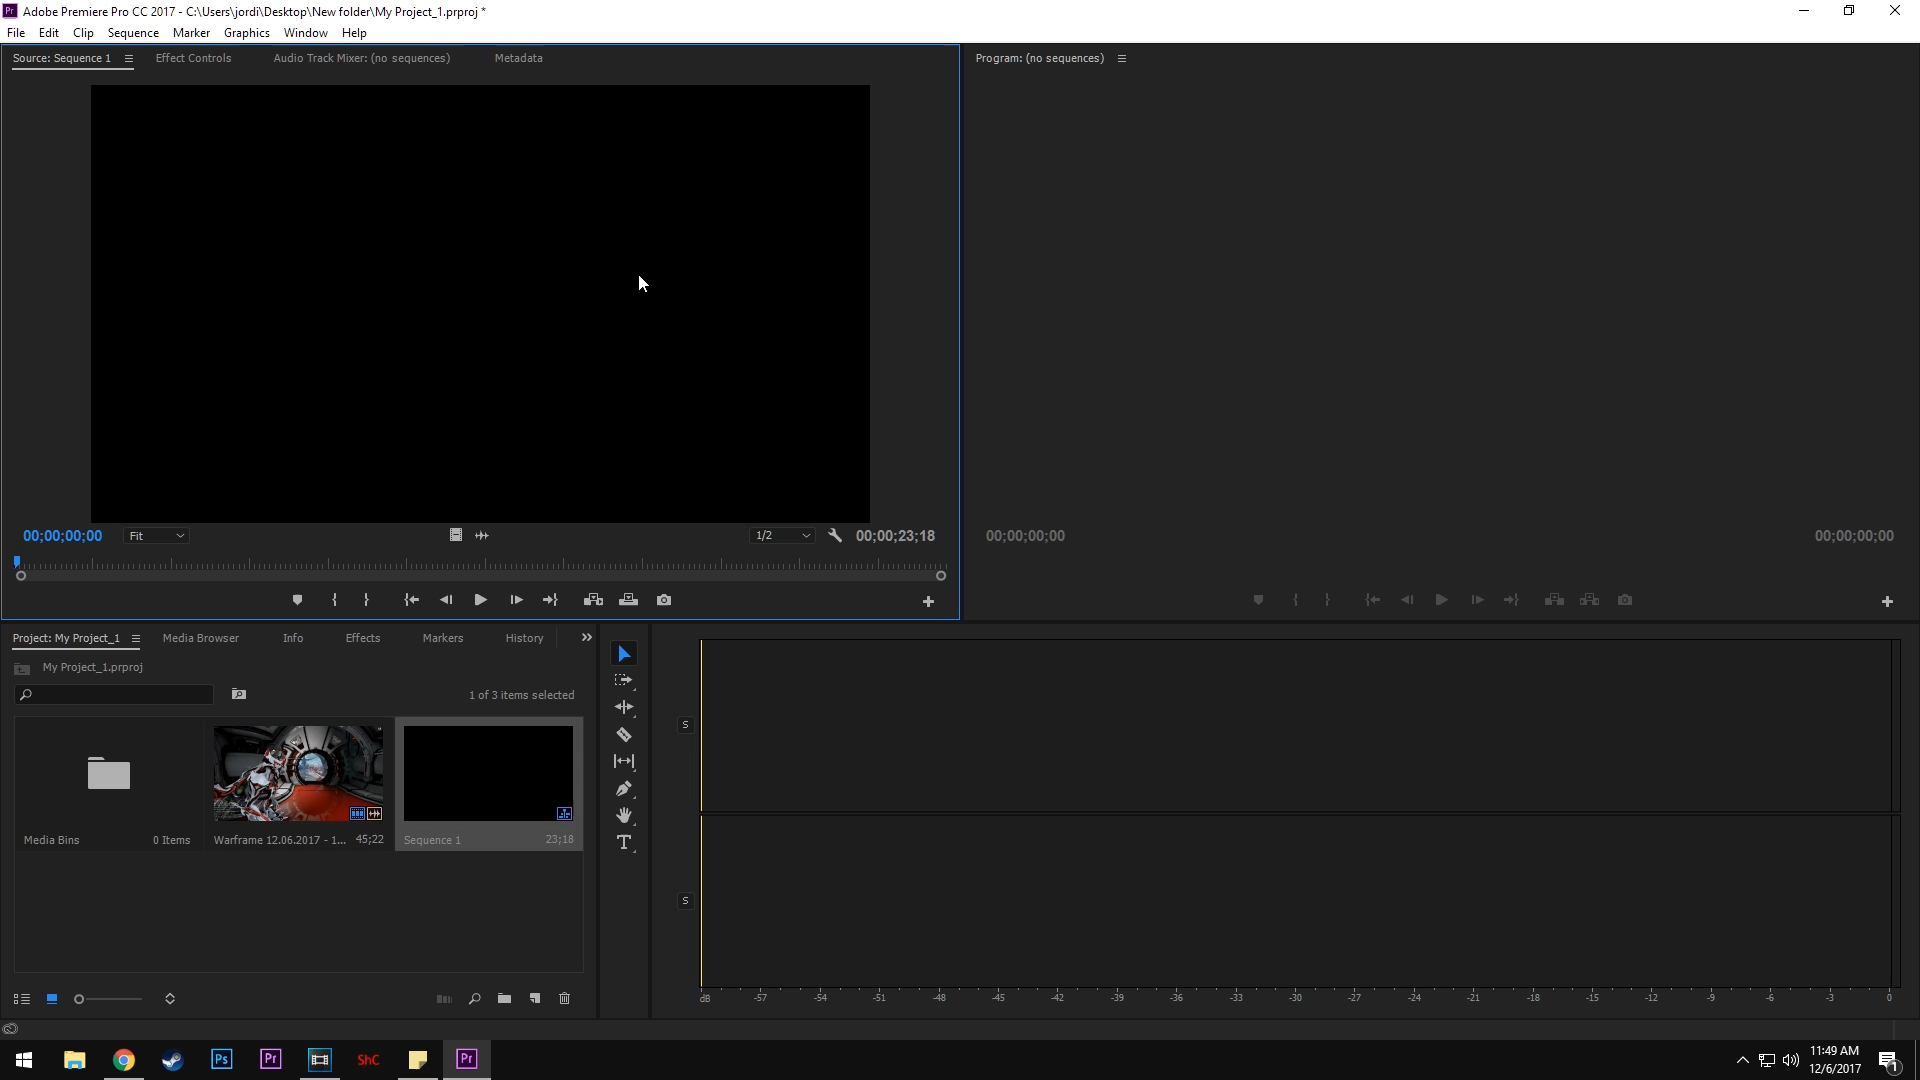 Pr Adobe Premiere Pro CC 2017 - C:\Users\jordi\Desktop\New folder\My Project_1.prproj *
File Edit Clip Sequence Marker Graphics Window Help
Source: Sequence 1 Effect Controls Audio Track Mixer: (no sequences) Metadata
Program: (no sequences)
00;00;00;00 Fit 1/2 00;00;23;18
00;00;00;00 00;00;00;00
Project: My Project_1 Media Browser Info Effects Markers History
My Project_1.prproj
1 of 3 items selected
Media Bins 0 Items
Warframe 12.06.2017 - 1... 45;22
Sequence 1 23;18
T
S
S
dB -57 -54 -51 -48 -45 -42 -39 -36 -33 -30 -27 -24 -21 -18 -15 -12 -9 -6 -3 0
Ps Pr ShC Pr
11:49 AM
12/6/2017
1